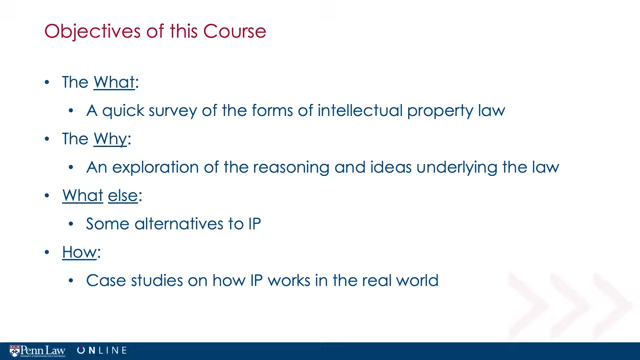 Objectives of this Course
• The What:
• A quick survey of the forms of intellectual property law
• The Why:
• An exploration of the reasoning and ideas underlying the law
• What else:
• Some alternatives to IP
• How:
• Case studies on how IP works in the real world
Penn Law ONLINE